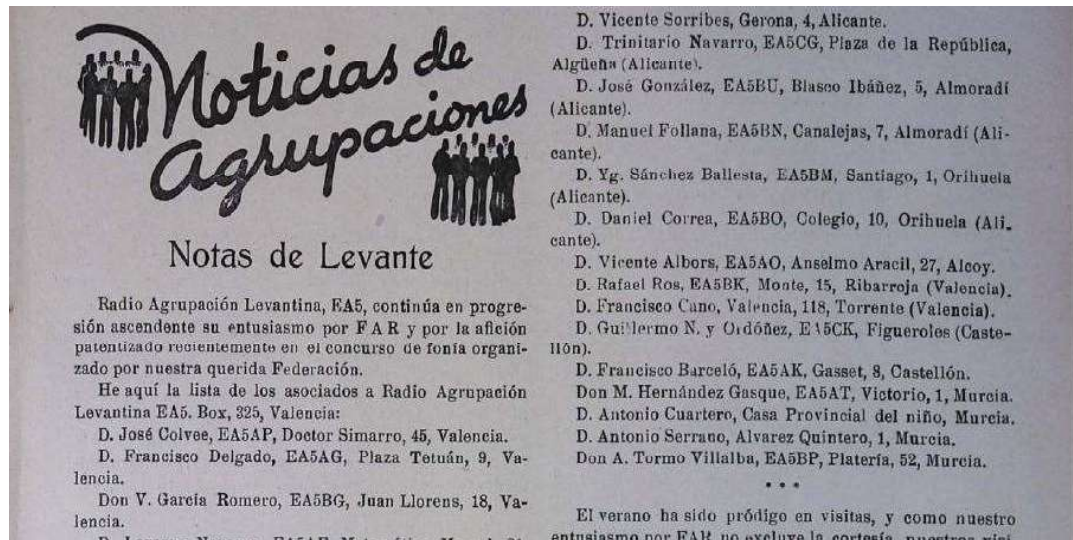 Noticias de
agrupaciones
Notas de Levante
Radio Agrupación Levantina, EA5, continúa en progre-
sión ascendente su entusiasmo por FAR y por la afición
patentizado recientemente en el concurso de fonía organi-
zado por nuestra querida Federación.
He aquí la lista de los asociados a Radio Agrupación
Levantina EA5. Box, 325, Valencia:
D. José Colvee, EA5AP, Doctor Simarro, 45, Valencia.
D. Francisco Delgado, EA5AG, Plaza Tetuán, 9, Va-
lencia.
Don V. García Romero, EA5BG, Juan Llorens, 18, Va-
lencia.
D. Vicente Sorribes, Gerona, 4, Alicante.
D. Trinitario Navarro, EA5CG, Plaza de la República,
Algüeña (Alicante).
D. José González, EA5BU, Blasco Ibáñez, 5, Almoradí
(Alicante).
D. Manuel Follana, EA5BN, Canalejas, 7, Almoradí (Ali-
cante).
D. Yg. Sánchez Ballesta, EA5BM, Santiago, 1, Orihuela
(Alicante).
D. Daniel Correa, EA5BO, Colegio, 10, Orihuela (Ali-
cante).
D. Vicente Albors, EA5AO, Anselmo Aracil, 27, Alcoy.
D. Rafael Ros, EA5BK, Monte, 15, Ribarroja (Valencia).
D. Francisco Cano, Valencia, 118, Torrente (Valencia).
D. Guillermo N. y Ordóñez, EA5CK, Figueroles (Caste-
llón).
D. Francisco Barceló, EA5AK, Gasset, 8, Castellón.
Don M. Hernández Gasque, EA5AT, Victorio, 1, Murcia.
D. Antonio Cuartero, Casa Provincial del niño, Murcia.
D. Antonio Serrano, Alvarez Quintero, 1, Murcia.
Don A. Tormo Villalba, EA5BP, Platería, 52, Murcia.
* * *
El verano ha sido pródigo en visitas, y como nuestro
entusiasmo por FAR no excluye la cortesía, nuestros